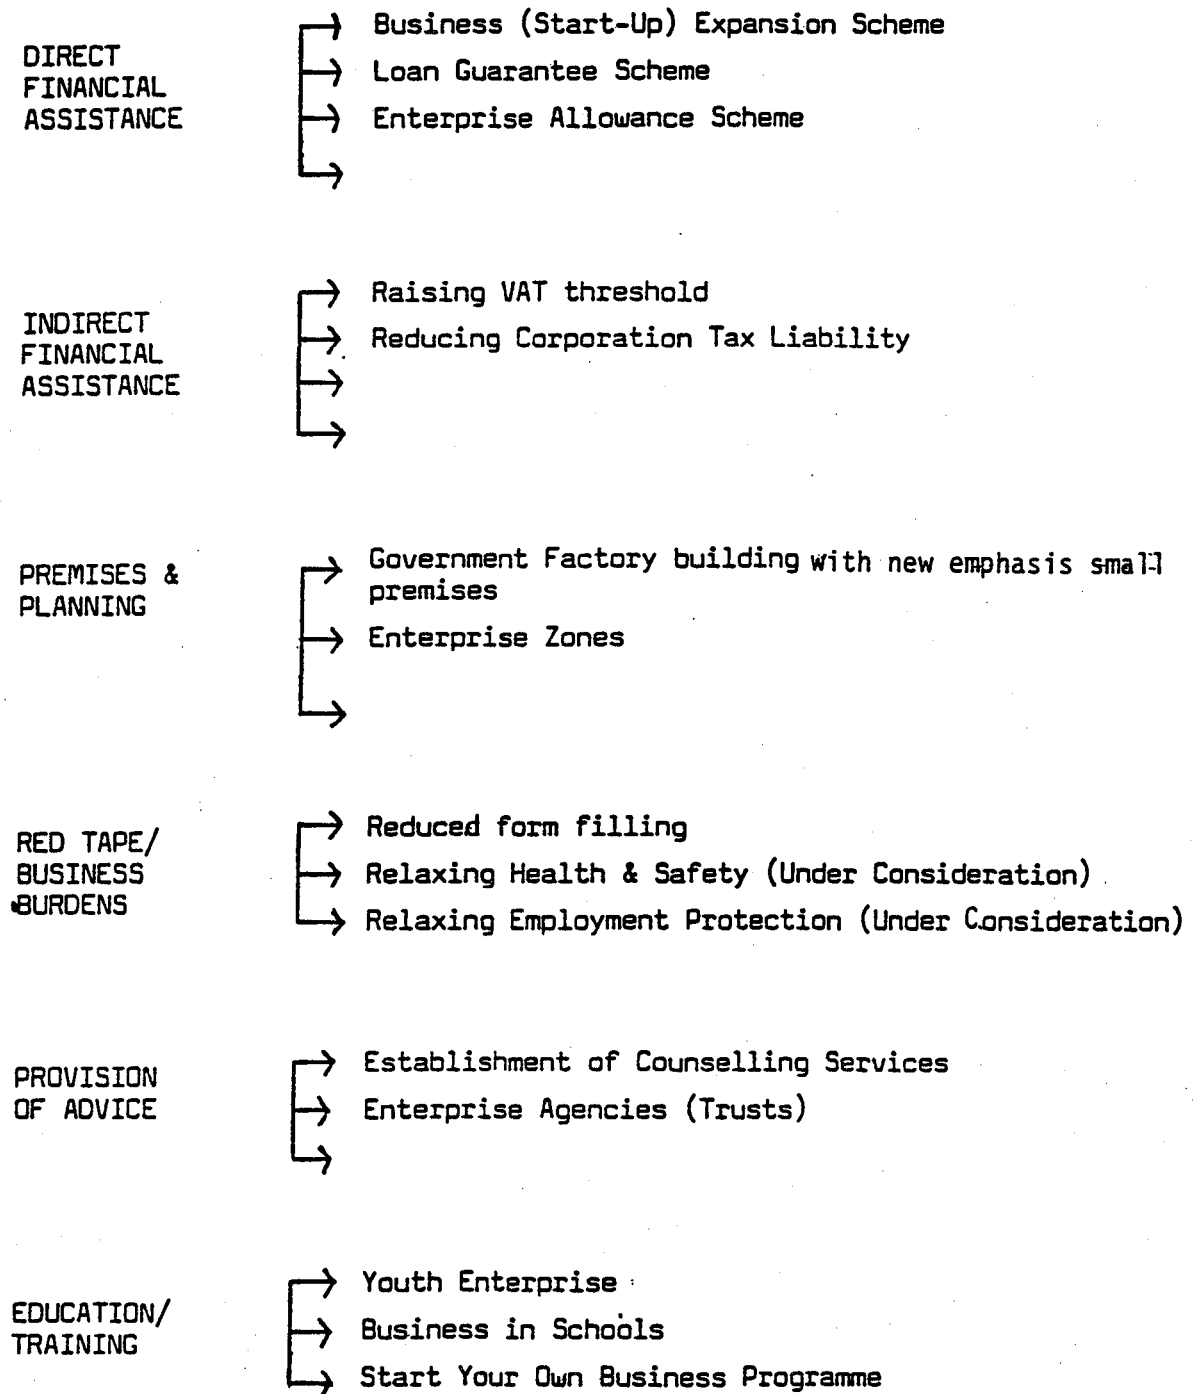 DIRECT
FINANCIAL
ASSISTANCE
Business (Start-Up) Expansion Scheme
Loan Guarantee Scheme
Enterprise Allowance Scheme
INDIRECT
FINANCIAL
ASSISTANCE
Raising VAT threshold
Reducing Corporation Tax Liability
PREMISES &
PLANNING
Government Factory building with new emphasis small
premises
Enterprise Zones
RED TAPE/
BUSINESS
BURDENS
Reduced form filling
Relaxing Health & Safety (Under Consideration)
Relaxing Employment Protection (Under Consideration)
PROVISION
OF ADVICE
Establishment of Counselling Services
Enterprise Agencies (Trusts)
EDUCATION/
TRAINING
Youth Enterprise
Business in Schools
Start Your Own Business Programme